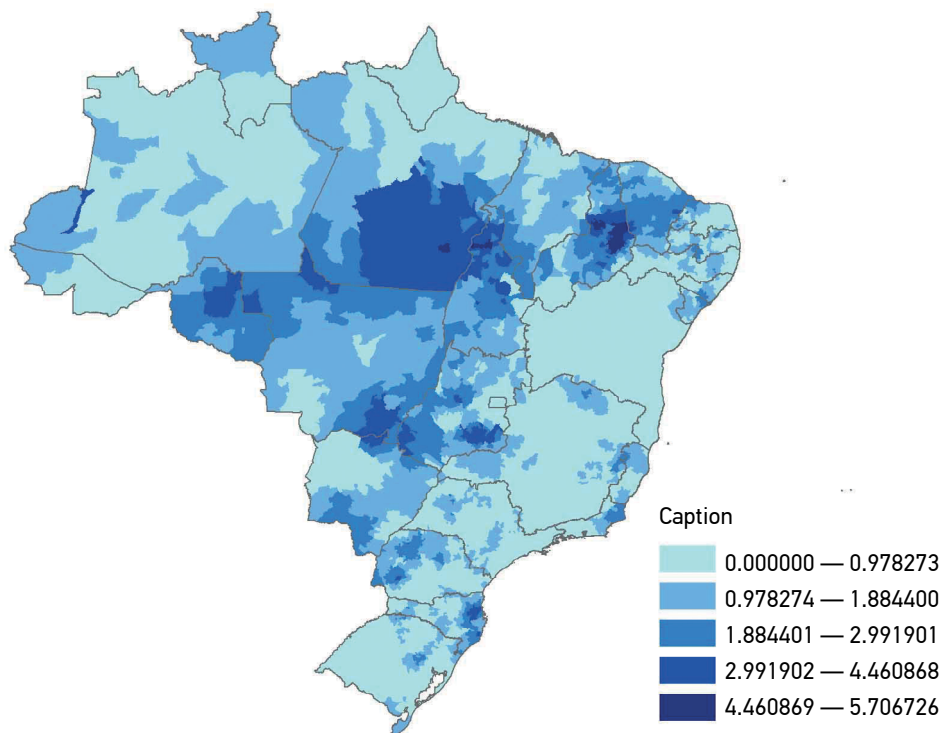 Caption
0.000000 — 0.978273
0.978274 — 1.884400
1.884401 — 2.991901
2.991902 — 4.460868
4.460869 — 5.706726